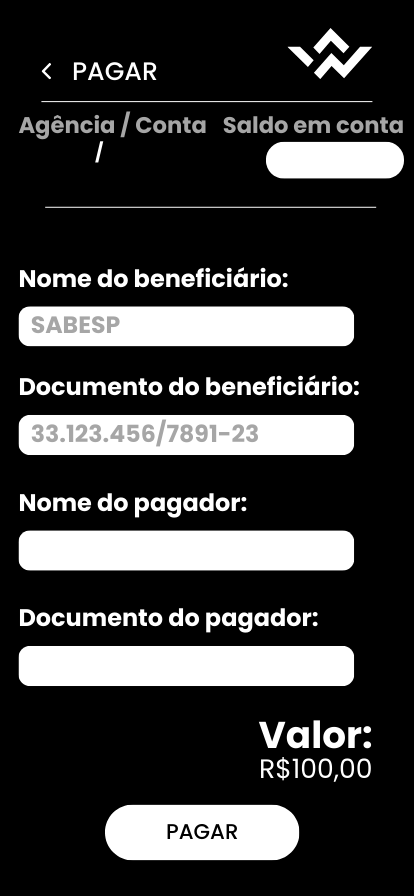 PAGAR
Agência / Conta Saldo em conta
/
Nome do beneficiário:
SABESP
Documento do beneficiário:
33.123.456/7891-23
Nome do pagador:
Documento do pagador:
Valor:
R$100,00
PAGAR